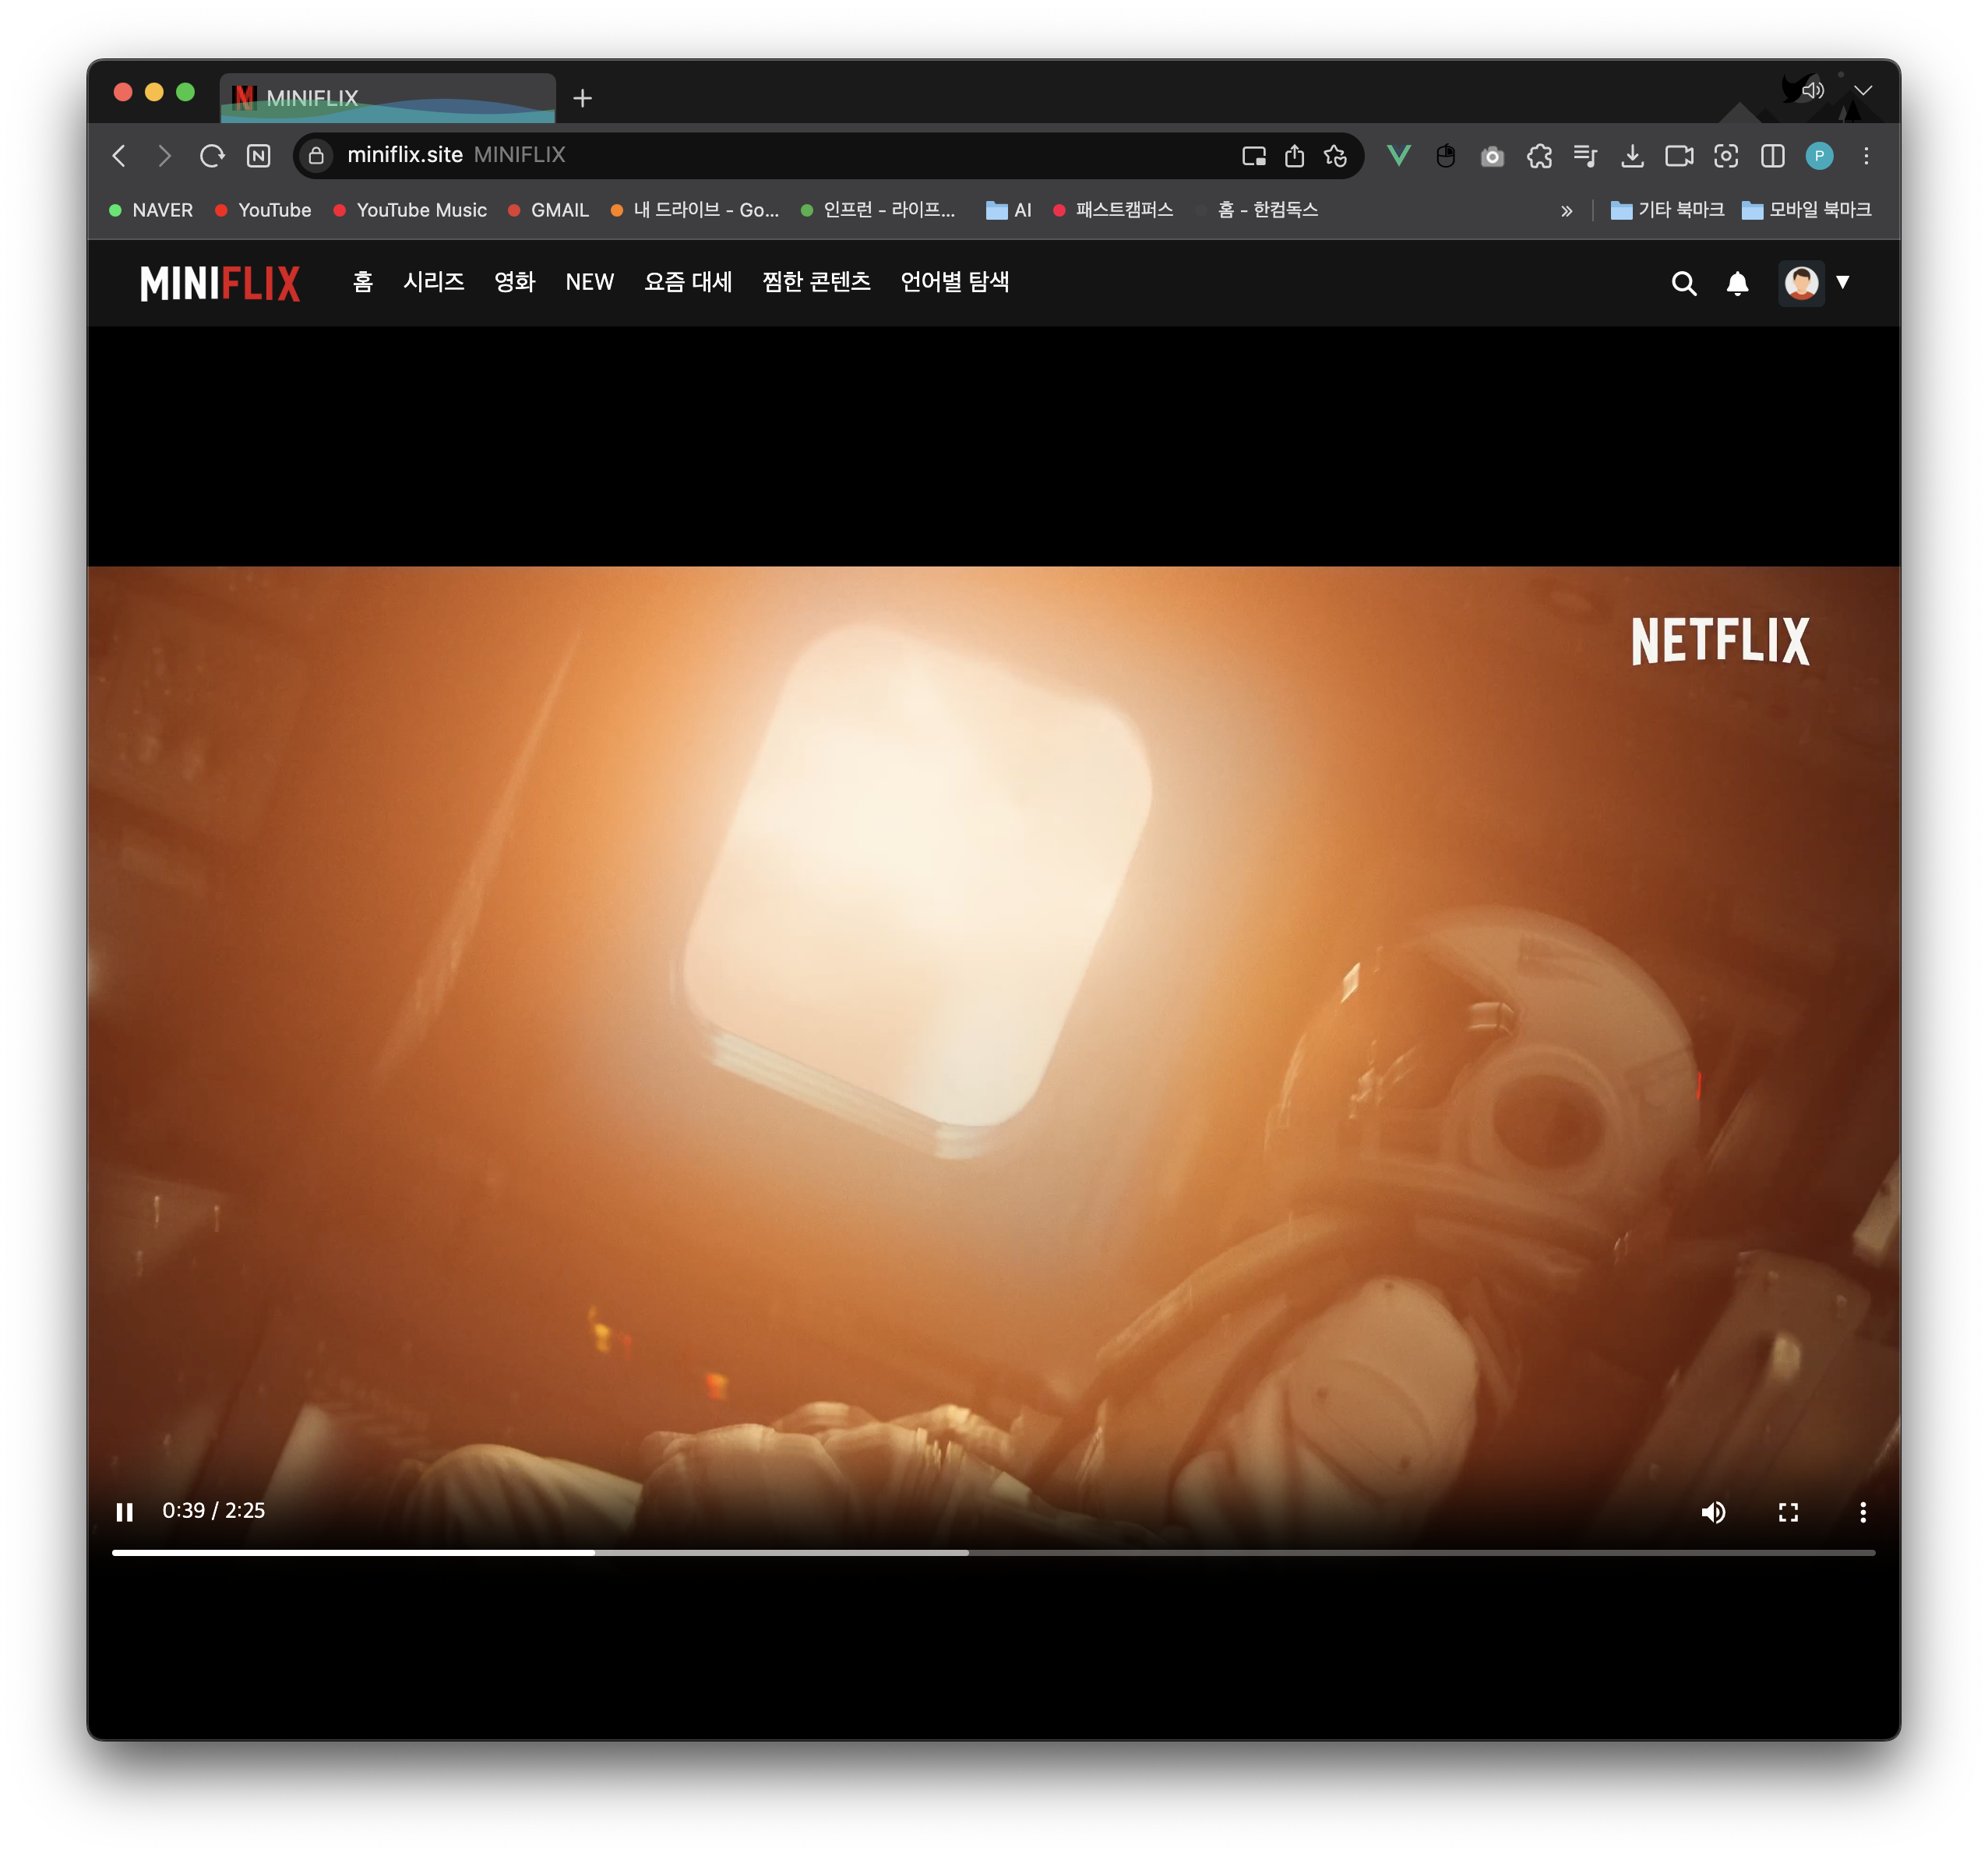 MINIFLIX
miniflix.site MINIFLIX
P
NAVER YouTube YouTube Music GMAIL 내 드라이브 - Go... 인프런 - 라이프... AI 패스트캠퍼스 홈 - 한컴독스 » 기타 북마크 모바일 북마크
MINIFLIX 홈 시리즈 영화 NEW 요즘 대세 찜한 콘텐츠 언어별 탐색
NETFLIX
0:39 / 2:25